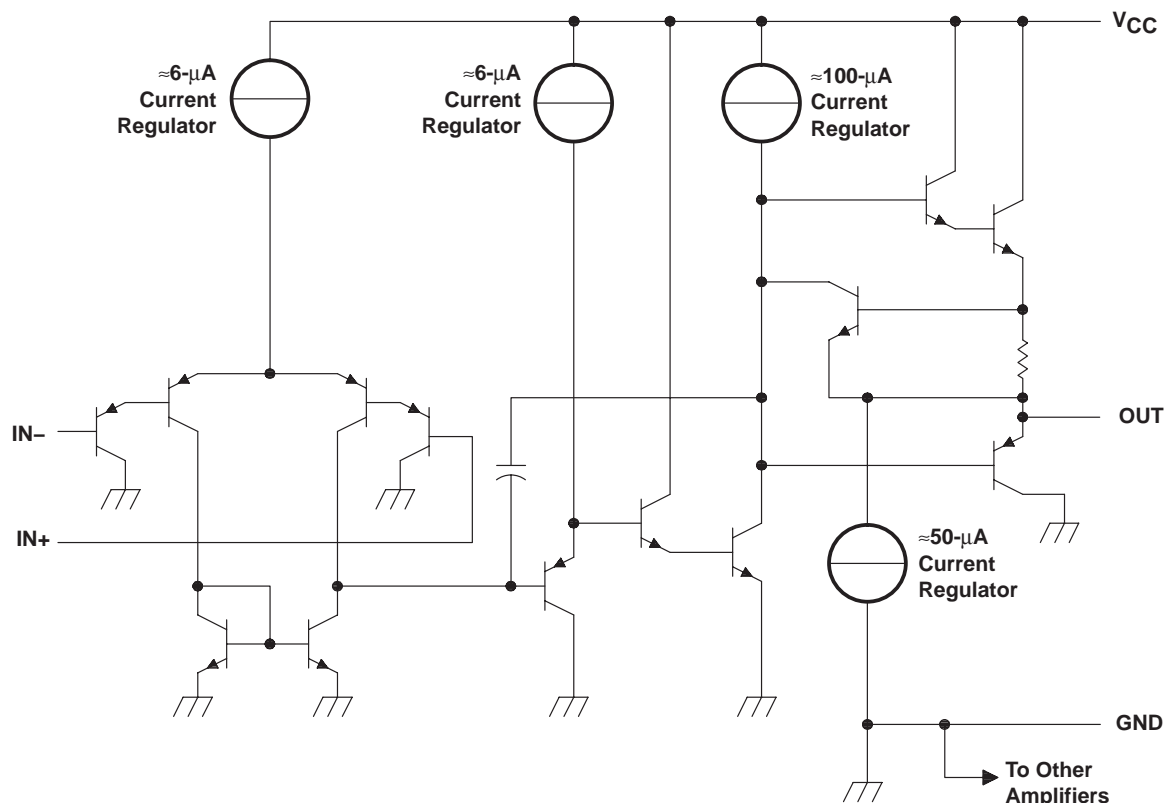 VCC
≈6-μA
Current
Regulator
≈6-μA
Current
Regulator
≈100-μA
Current
Regulator
IN−
OUT
IN+
≈50-μA
Current
Regulator
GND
To Other
Amplifiers